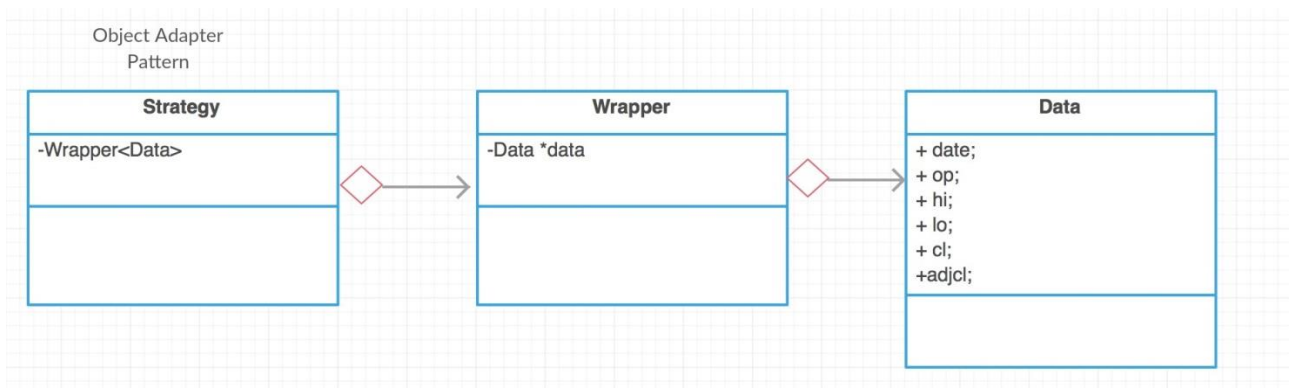 Object Adapter
Pattern
Strategy
-Wrapper<Data>
Wrapper
-Data *data
Data
+ date;
+ op;
+ hi;
+ lo;
+ cl;
+adjcl;